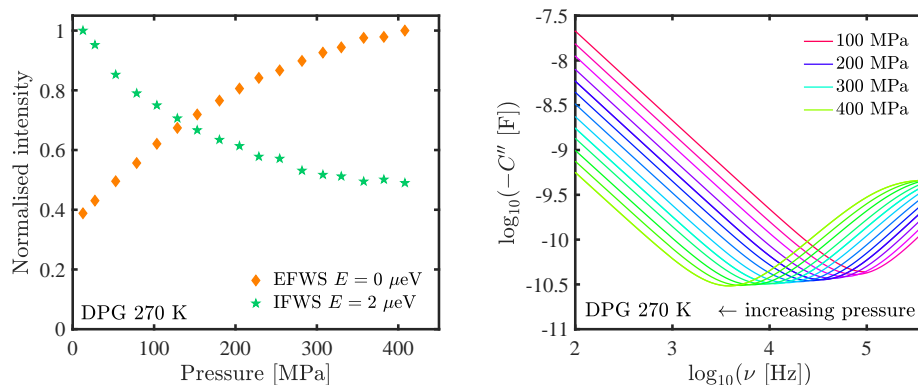 Normalised intensity
1
0.8
0.6
0.4
0.2
0
0 100 200 300 400 500
Pressure [MPa]
EFWS E = 0 μeV
IFWS E = 2 μeV
DPG 270 K
log₁₀(−C″ [F])
-7.5
-8
-8.5
-9
-9.5
-10
-10.5
-11
2 3 4 5
log₁₀(ν [Hz])
100 MPa
200 MPa
300 MPa
400 MPa
DPG 270 K ← increasing pressure